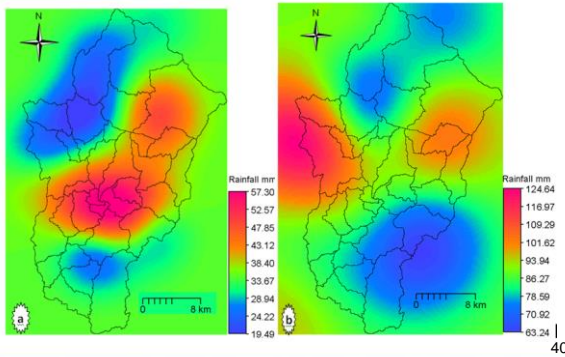 N
Rainfall mm
57.30
52.57
47.85
43.12
38.40
33.67
28.94
24.22
19.49
8 km
a
N
Rainfall mm
124.64
116.97
109.29
101.62
93.94
86.27
78.59
70.92
63.24
8 km
b
40